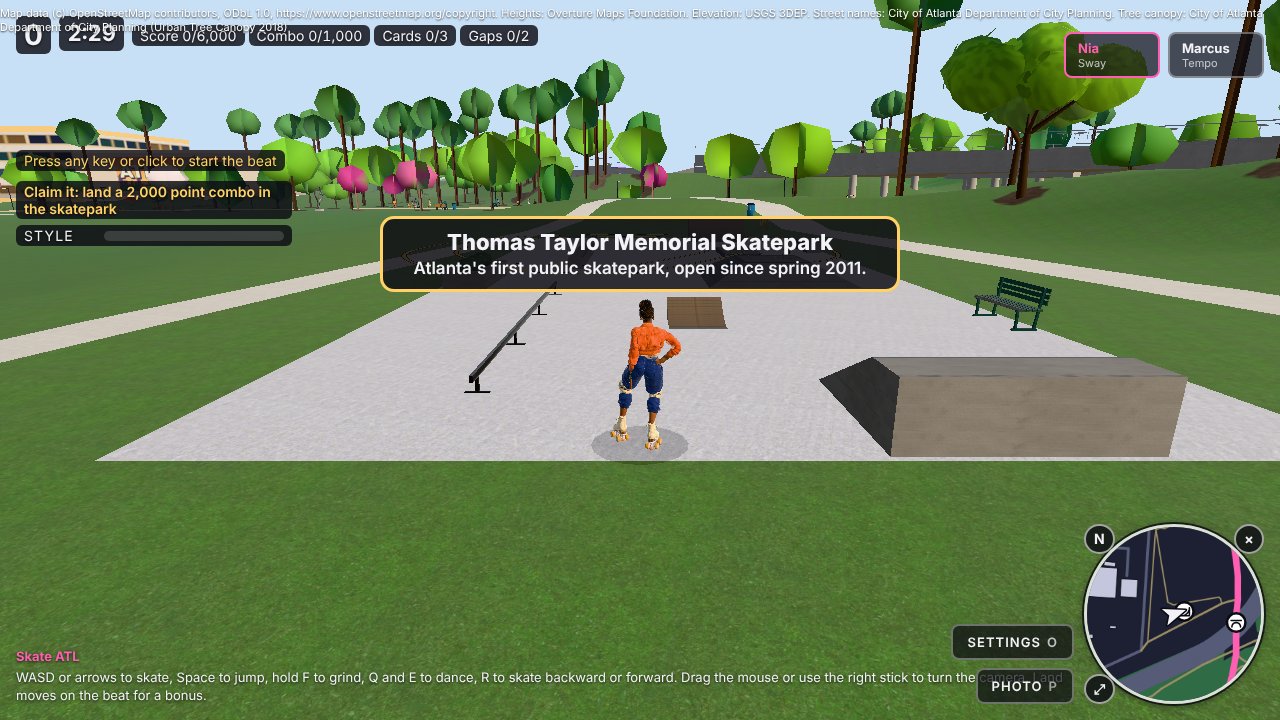 Map data (c) OpenStreetMap contributors, ODbL 1.0, https://www.openstreetmap.org/copyright. Heights: Overture Maps Foundation. Elevation: USGS 3DEP. Street names: City of Atlanta Department of City Planning. Tree canopy: City of Atlanta
Department of City Planning (Urban Tree Canopy 2018).
0
2:29
Score 0/6,000
Combo 0/1,000
Cards 0/3
Gaps 0/2
Nia
Sway
Marcus
Tempo
Press any key or click to start the beat
Claim it: land a 2,000 point combo in
the skatepark
STYLE
Thomas Taylor Memorial Skatepark
Atlanta's first public skatepark, open since spring 2011.
N
×
SETTINGS O
PHOTO P
Skate ATL
WASD or arrows to skate, Space to jump, hold F to grind, Q and E to dance, R to skate backward or forward. Drag the mouse or use the right stick to turn the camera. Land
moves on the beat for a bonus.